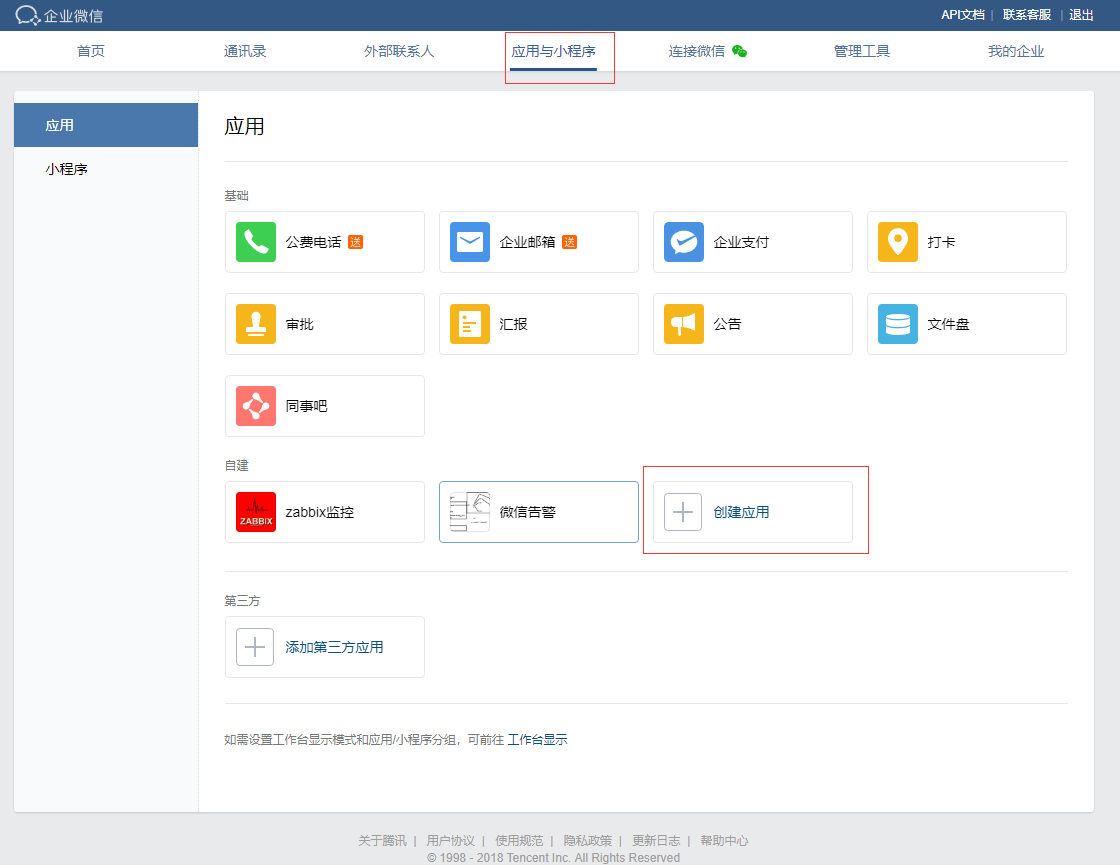 企业微信 API文档 | 联系客服 | 退出
首页 通讯录 外部联系人 应用与小程序 连接微信 管理工具 我的企业
应用
小程序
应用
基础
公费电话 送 企业邮箱 送 企业支付 打卡
审批 汇报 公告 文件盘
同事吧
自建
ZABBIX zabbix监控 微信告警 创建应用
第三方
添加第三方应用
如需设置工作台显示模式和应用/小程序分组，可前往 工作台显示
关于腾讯 | 用户协议 | 使用规范 | 隐私政策 | 更新日志 | 帮助中心
© 1998 - 2018 Tencent Inc. All Rights Reserved